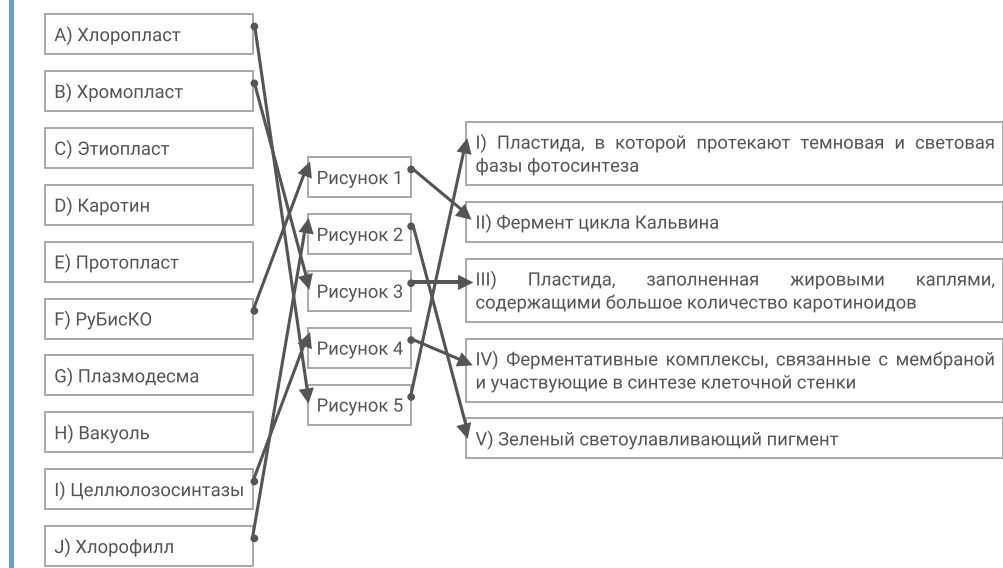 A) Хлоропласт
B) Хромопласт
C) Этиопласт
D) Каротин
E) Протопласт
F) РуБисКО
G) Плазмодесма
H) Вакуоль
I) Целлюлозосинтазы
J) Хлорофилл
Рисунок 1
Рисунок 2
Рисунок 3
Рисунок 4
Рисунок 5
I) Пластида, в которой протекают темновая и световая
фазы фотосинтеза
II) Фермент цикла Кальвина
III) Пластида, заполненная жировыми каплями,
содержащими большое количество каротиноидов
IV) Ферментативные комплексы, связанные с мембраной
и участвующие в синтезе клеточной стенки
V) Зеленый светоулавливающий пигмент